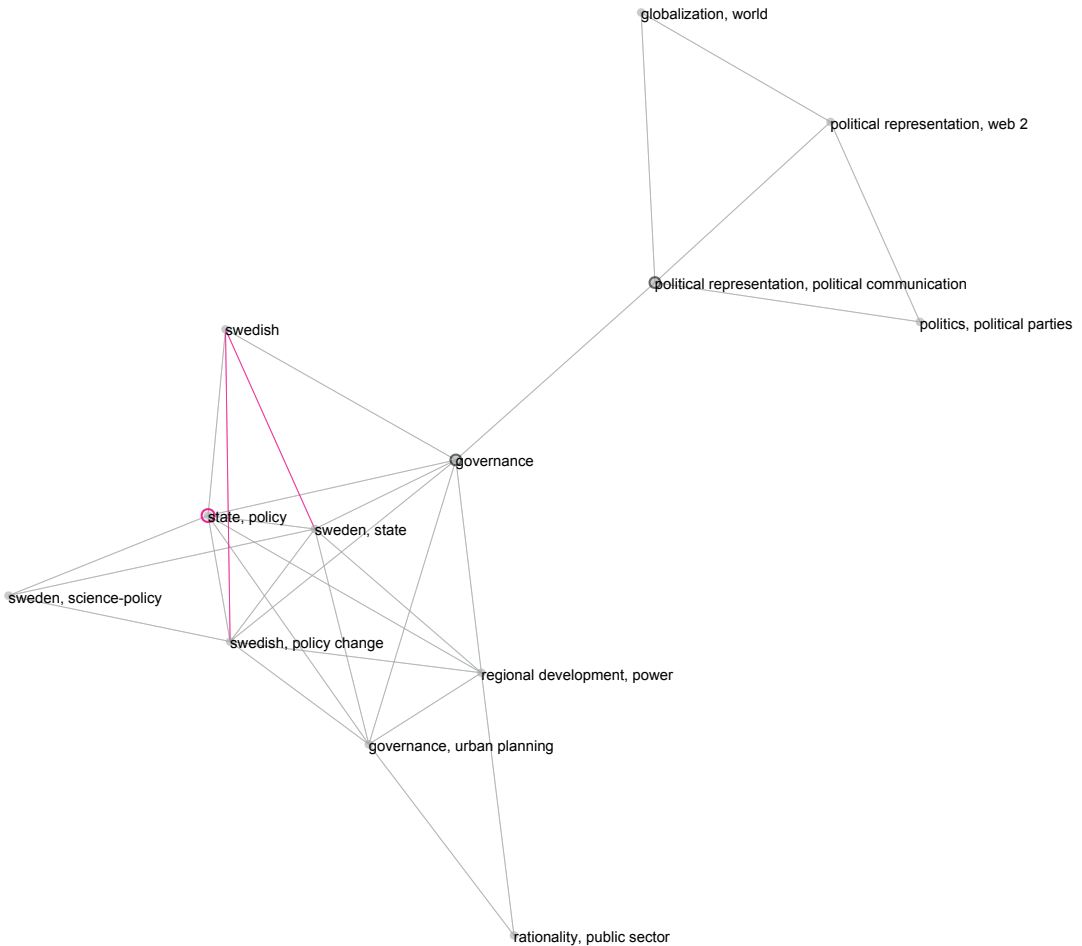 globalization, world
political representation, web 2
political representation, political communication
politics, political parties
swedish
governance
state, policy
sweden, state
sweden, science-policy
swedish, policy change
regional development, power
governance, urban planning
rationality, public sector